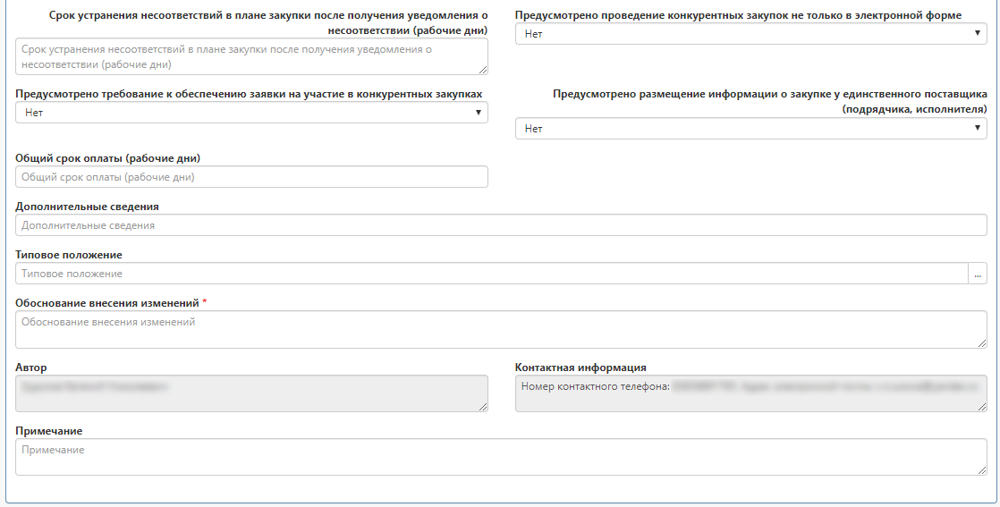 Срок устранения несоответствий в плане закупки после получения уведомления о
несоответствии (рабочие дни)
Срок устранения несоответствий в плане закупки после получения уведомления о
несоответствии (рабочие дни)
Предусмотрено проведение конкурентных закупок не только в электронной форме
Нет
Предусмотрено требование к обеспечению заявки на участие в конкурентных закупках
Нет
Предусмотрено размещение информации о закупке у единственного поставщика
(подрядчика, исполнителя)
Нет
Общий срок оплаты (рабочие дни)
Общий срок оплаты (рабочие дни)
Дополнительные сведения
Дополнительные сведения
Типовое положение
Типовое положение
...
Обоснование внесения изменений *
Обоснование внесения изменений
Автор
Контактная информация
Номер контактного телефона:
Примечание
Примечание